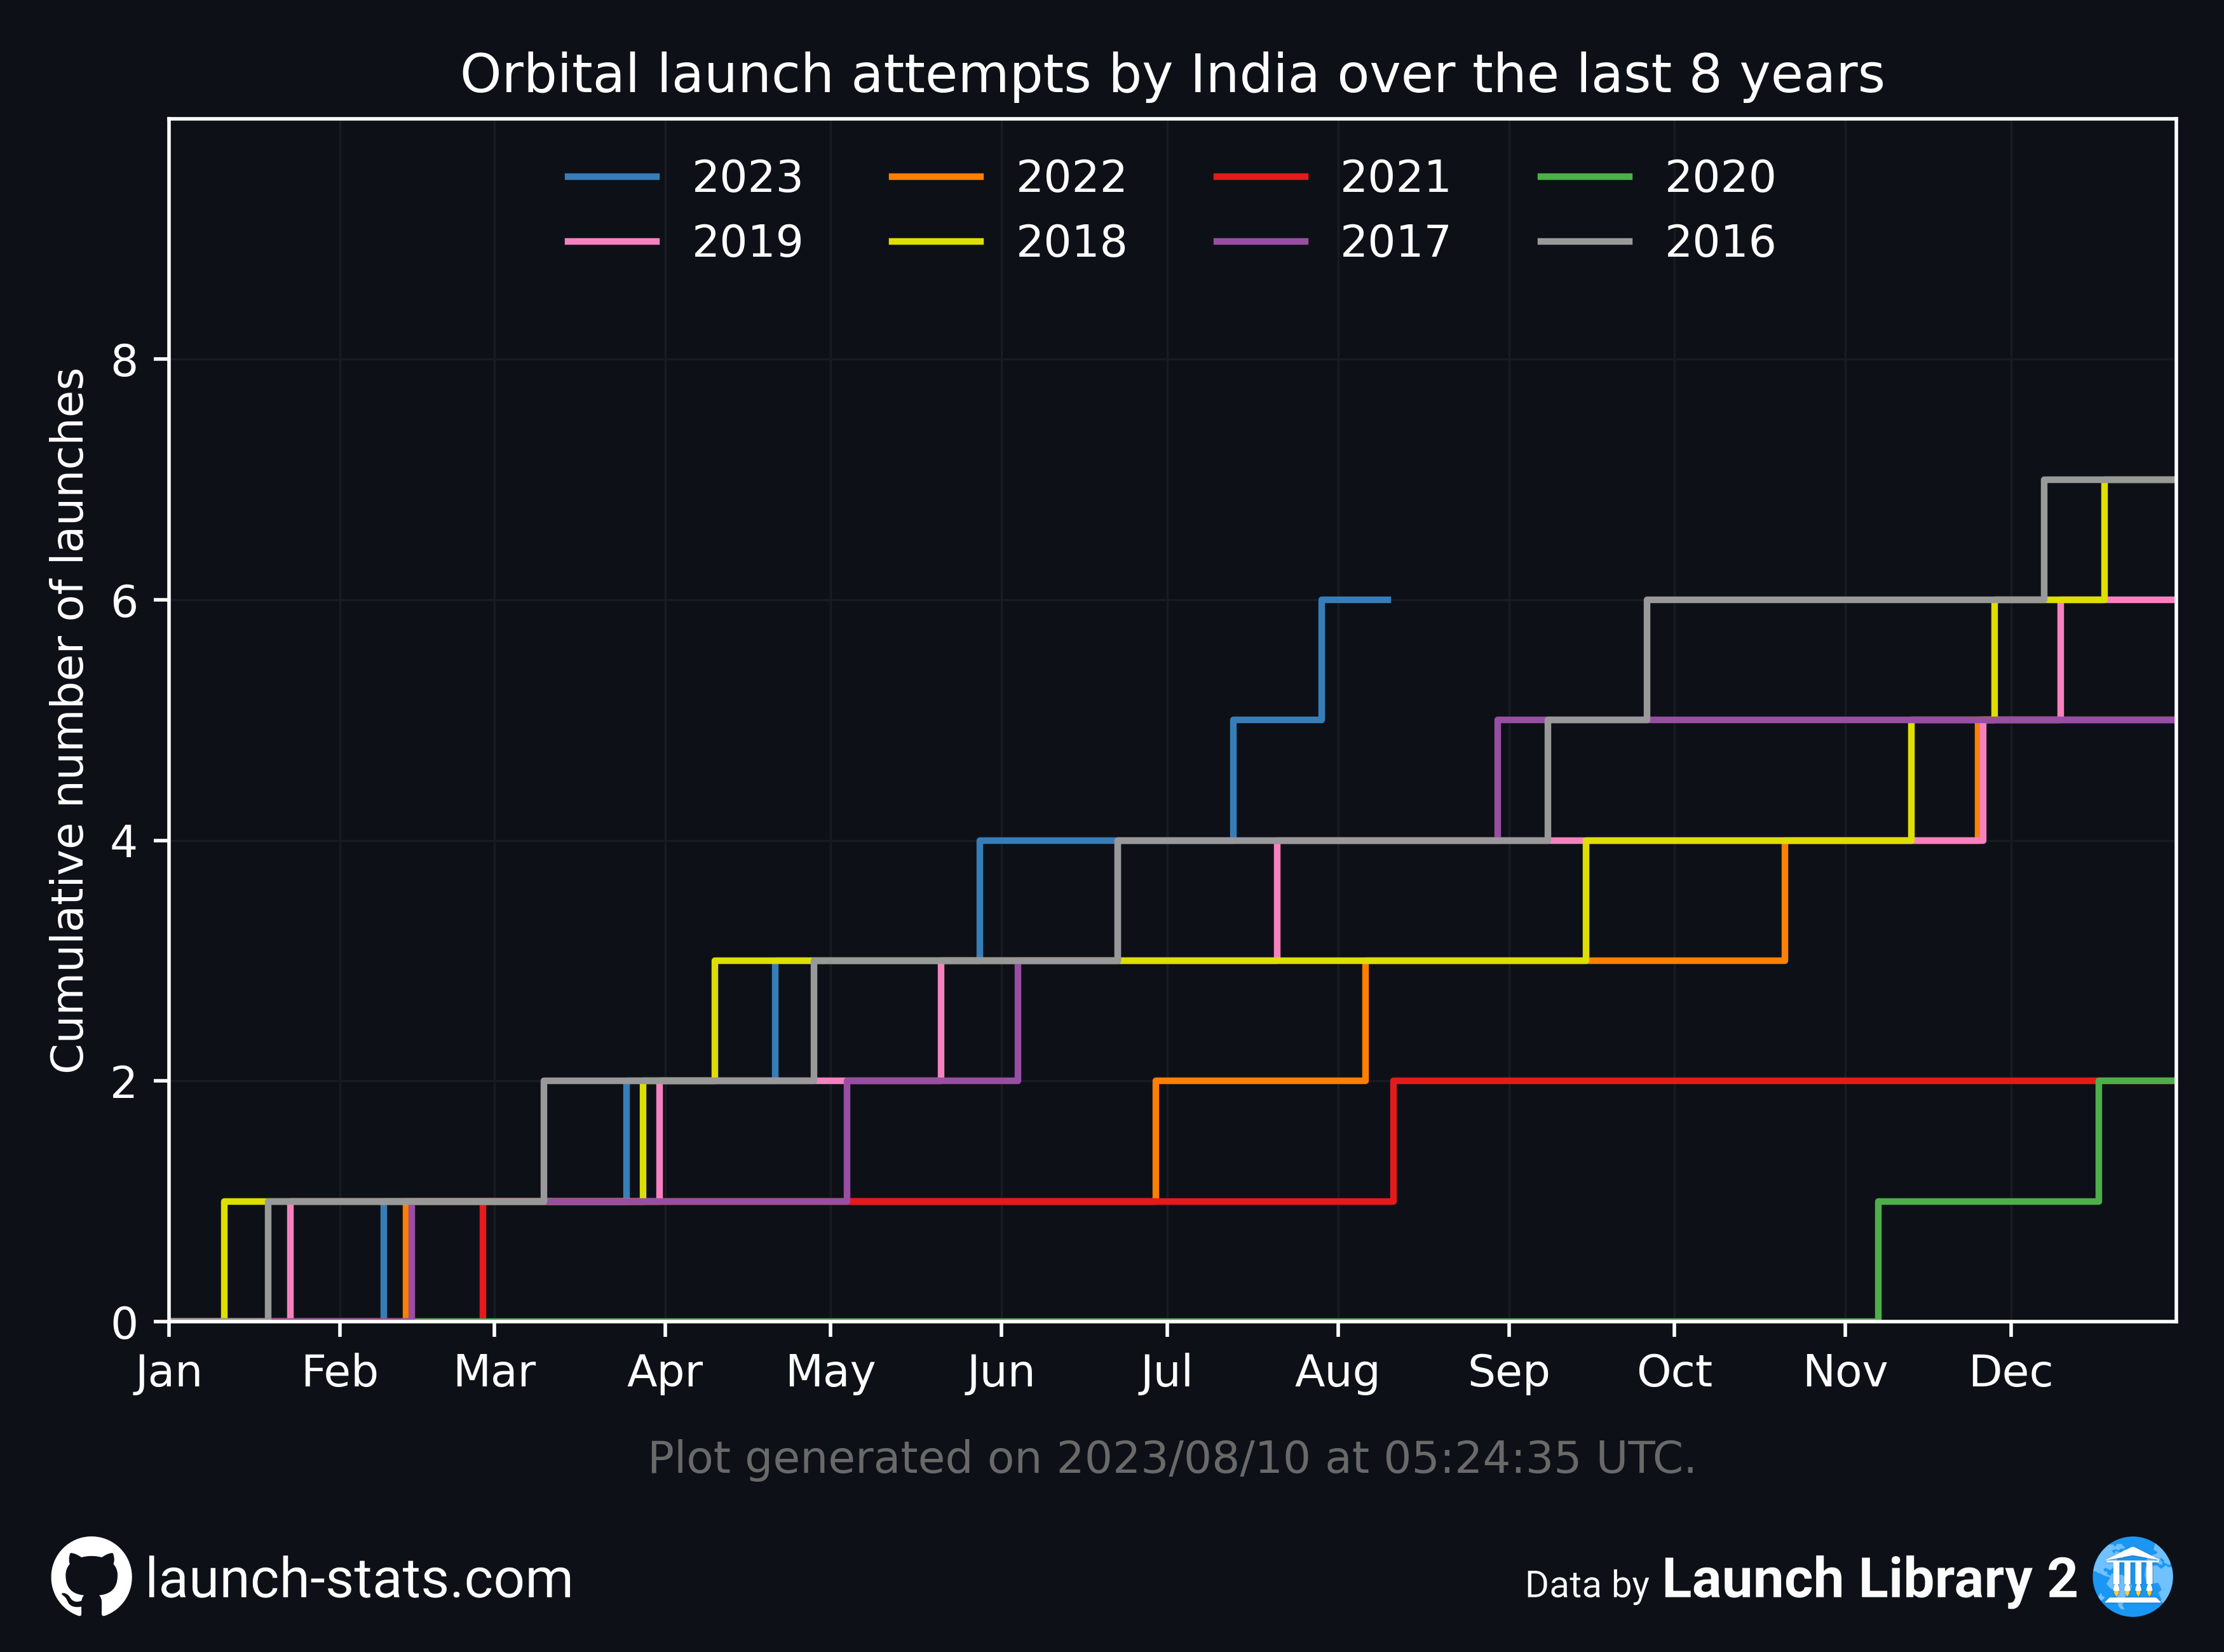 Orbital launch attempts by India over the last 8 years
2023 2022 2021 2020
2019 2018 2017 2016
Cumulative number of launches
8
6
4
2
0
Jan Feb Mar Apr May Jun Jul Aug Sep Oct Nov Dec
Plot generated on 2023/08/10 at 05:24:35 UTC.
launch-stats.com
Data by Launch Library 2